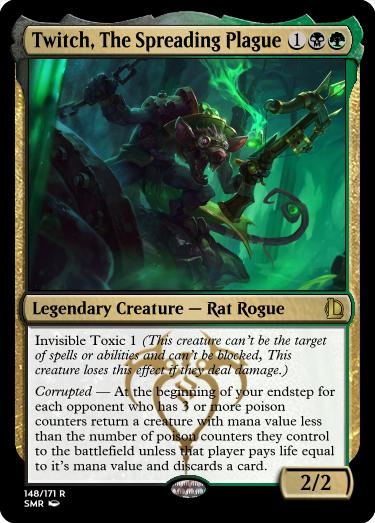 Twitch, The Spreading Plague 1
Legendary Creature — Rat Rogue
Invisible Toxic 1 (This creature can't be the target
of spells or abilities and can't be blocked, This
creature loses this effect if they deal damage.)
Corrupted — At the beginning of your endstep for
each opponent who has 3 or more poison
counters return a creature with mana value less
than the number of poison counters they control
to the battlefield unless that player pays life equal
to it's mana value and discards a card.
2/2
148/171 R
SMR